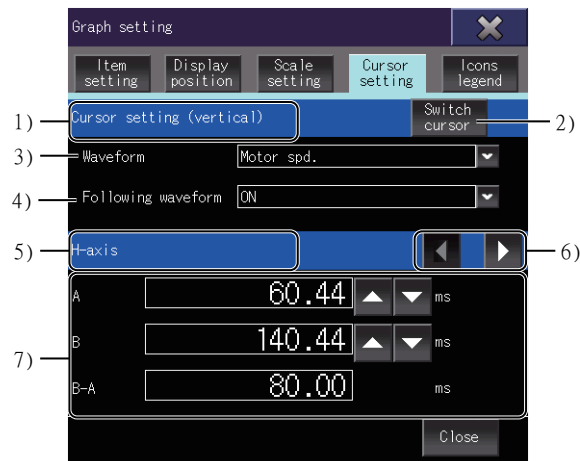 Graph setting
Item setting
Display position
Scale setting
Cursor setting
Icons legend
1) Cursor setting (vertical)
Switch cursor 2)
3) Waveform Motor spd.
4) Following waveform ON
5) H-axis 6)
7)
A 60.44 ms
B 140.44 ms
B-A 80.00 ms
Close